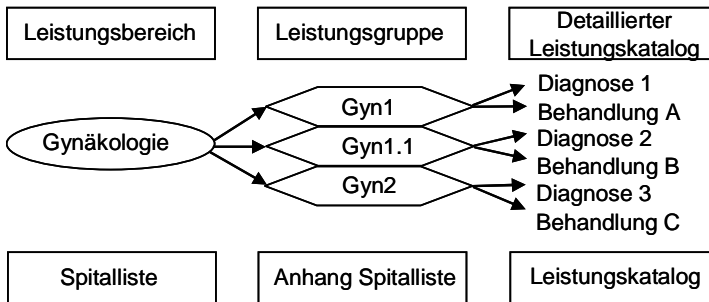 Leistungsbereich
Leistungsgruppe
Detaillierter
Leistungskatalog
Gynäkologie
Gyn1
Gyn1.1
Gyn2
Diagnose 1
Behandlung A
Diagnose 2
Behandlung B
Diagnose 3
Behandlung C
Spitalliste
Anhang Spitalliste
Leistungskatalog